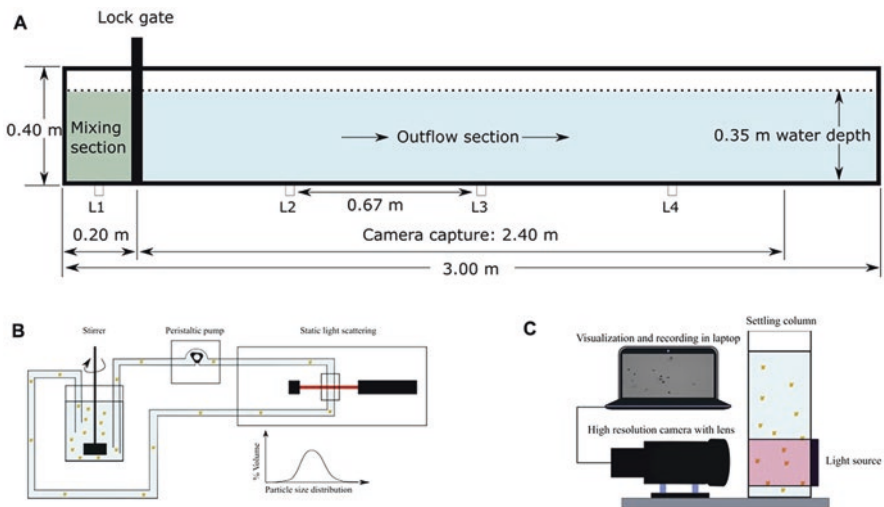 A
Lock gate
0.40 m
Mixing
section
Outflow section
0.35 m water depth
L1
L2
0.67 m
L3
L4
0.20 m
Camera capture: 2.40 m
3.00 m
B
Stirrer
Peristaltic pump
Static light scattering
% Volume
Particle size distribution
C
Settling column
Visualization and recording in laptop
High resolution camera with lens
Light source